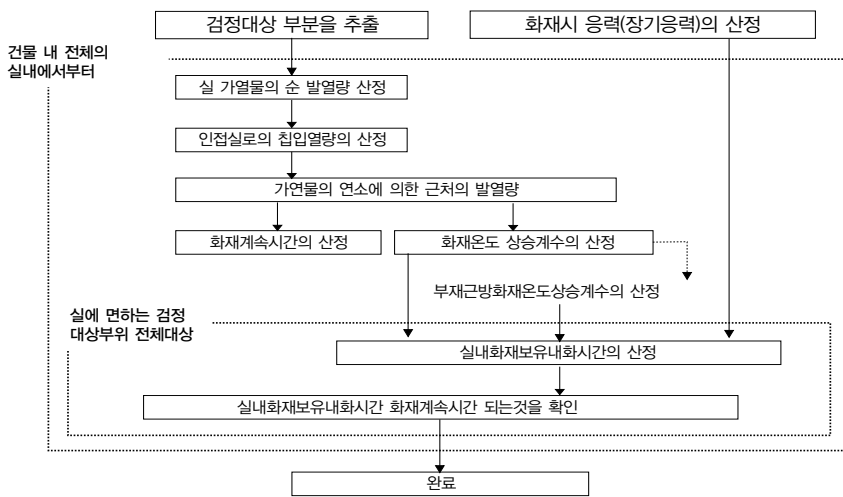 검정대상 부분을 추출
화재시 응력(장기응력)의 산정
건물 내 전체의
실내에서부터
실 가열물의 순 발열량 산정
인접실로의 칩입열량의 산정
가연물의 연소에 의한 근처의 발열량
화재계속시간의 산정
화재온도 상승계수의 산정
부재근방화재온도상승계수의 산정
실에 면하는 검정
대상부위 전체대상
실내화재보유내화시간의 산정
실내화재보유내화시간 화재계속시간 되는것을 확인
완료